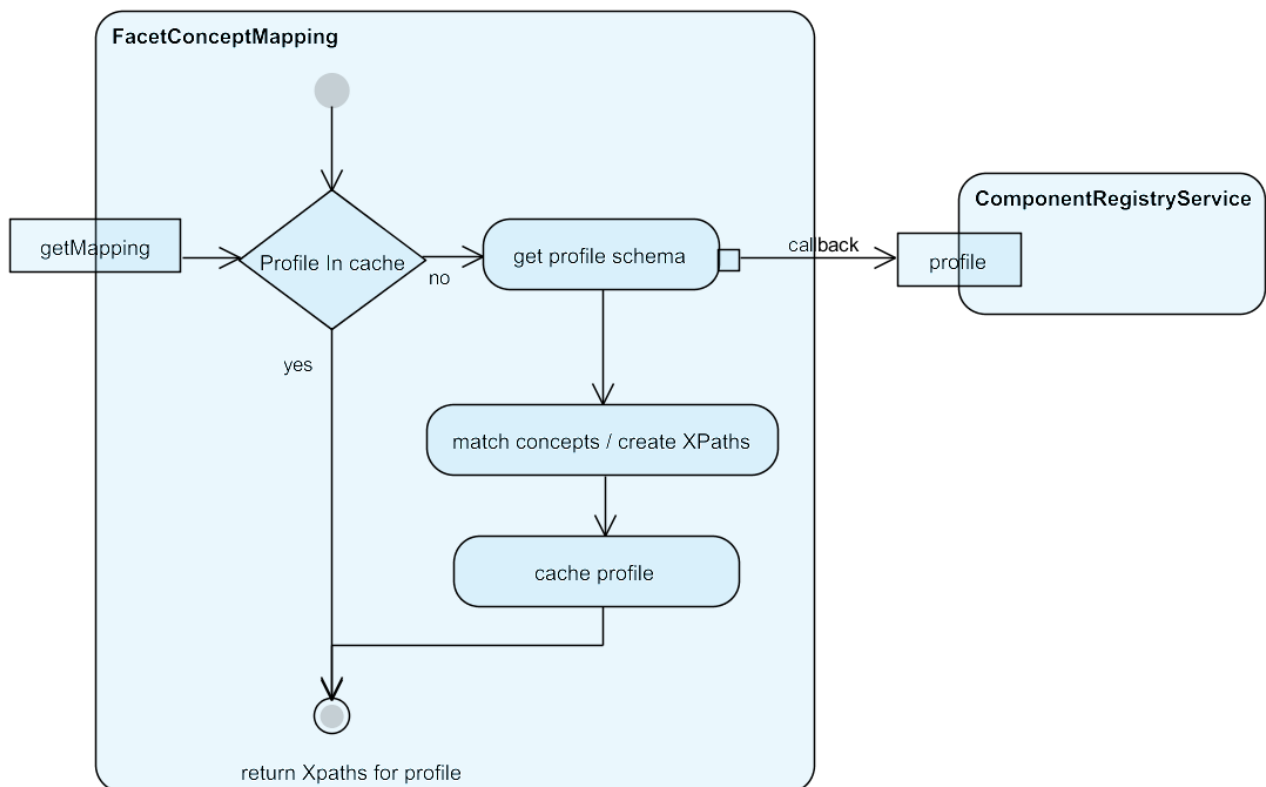 FacetConceptMapping
ComponentRegistryService
getMapping
Profile In cache
no
get profile schema
callback
profile
yes
match concepts / create XPaths
cache profile
return Xpaths for profile